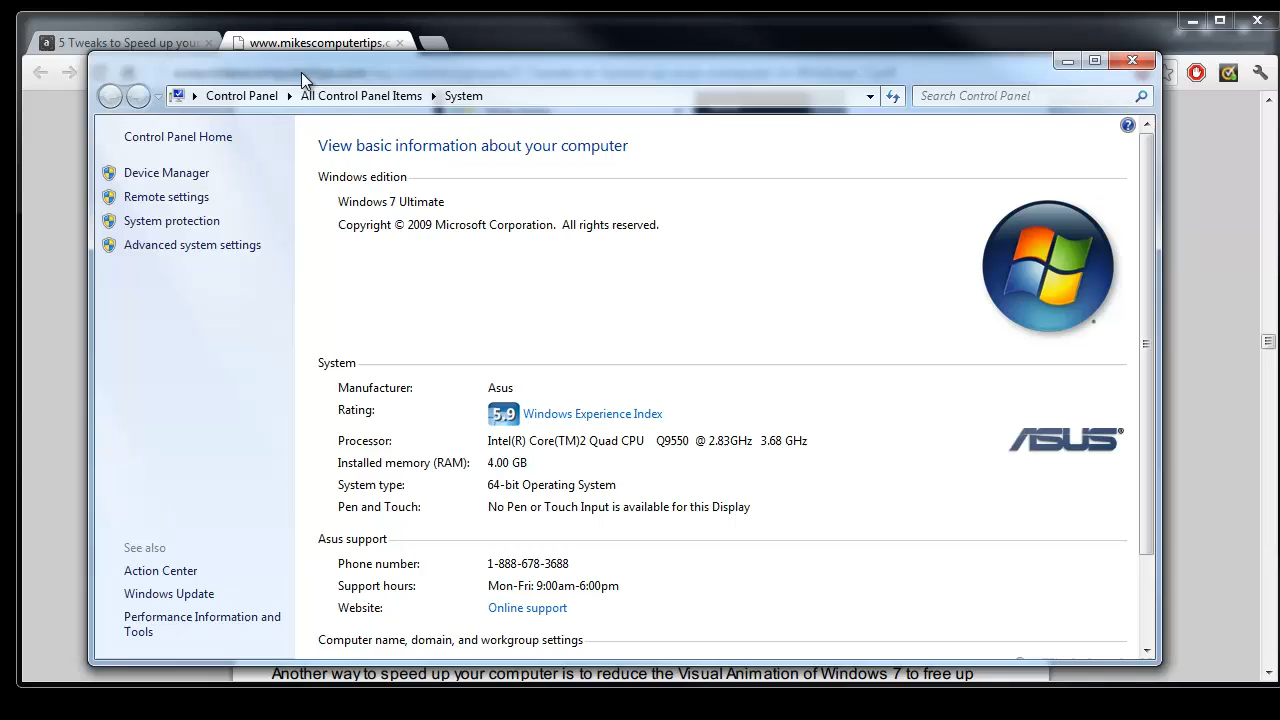 5 Tweaks to Speed up your
www.mikescomputertips.c
Control Panel
All Control Panel Items
System
Search Control Panel
Control Panel Home
Device Manager
Remote settings
System protection
Advanced system settings
See also
Action Center
Windows Update
Performance Information and
Tools
View basic information about your computer
Windows edition
Windows 7 Ultimate
Copyright © 2009 Microsoft Corporation. All rights reserved.
System
Manufacturer: Asus
Rating: 5.9 Windows Experience Index
Processor: Intel(R) Core(TM)2 Quad CPU Q9550 @ 2.83GHz 3.68 GHz
Installed memory (RAM): 4.00 GB
System type: 64-bit Operating System
Pen and Touch: No Pen or Touch Input is available for this Display
ASUS®
Asus support
Phone number: 1-888-678-3688
Support hours: Mon-Fri: 9:00am-6:00pm
Website: Online support
Computer name, domain, and workgroup settings
Another way to speed up your computer is to reduce the Visual Animation of Windows 7 to free up